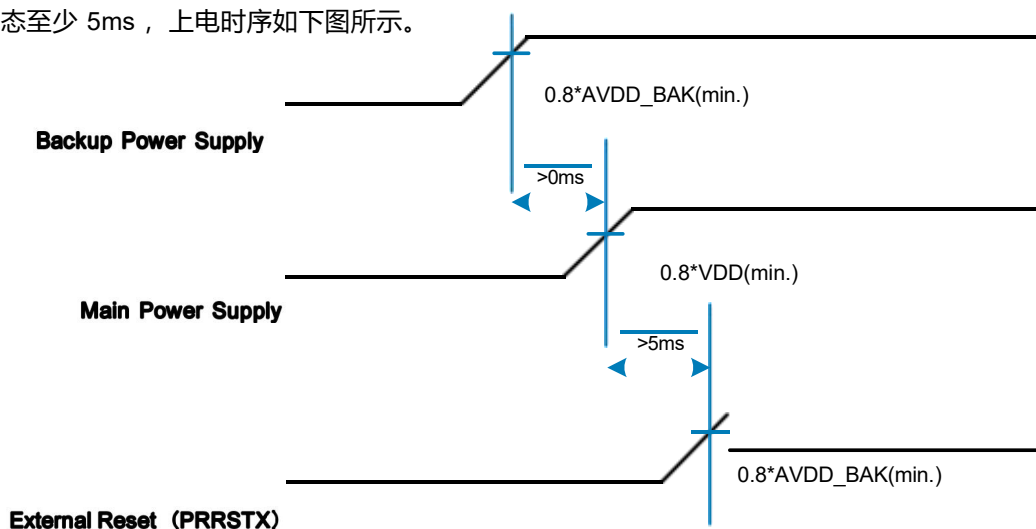 态至少 5ms ，上电时序如下图所示。
0.8*AVDD_BAK(min.)
Backup Power Supply
>0ms
0.8*VDD(min.)
Main Power Supply
>5ms
0.8*AVDD_BAK(min.)
External Reset（PRRSTX）